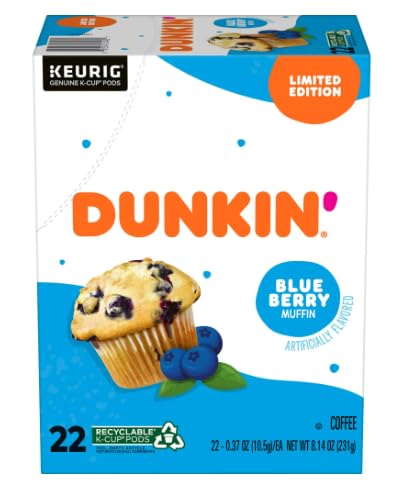 DUNKIN'
KEURIG®
GENUINE K-CUP® PODS
LIMITED
EDITION
DUNKIN'®
BLUE
BERRY
MUFFIN
ARTIFICIALLY FLAVORED
COFFEE
22
RECYCLABLE*
K-CUP® PODS
22 - 0.37 OZ (10.5g)/EA NET WT 8.14 OZ (231g)